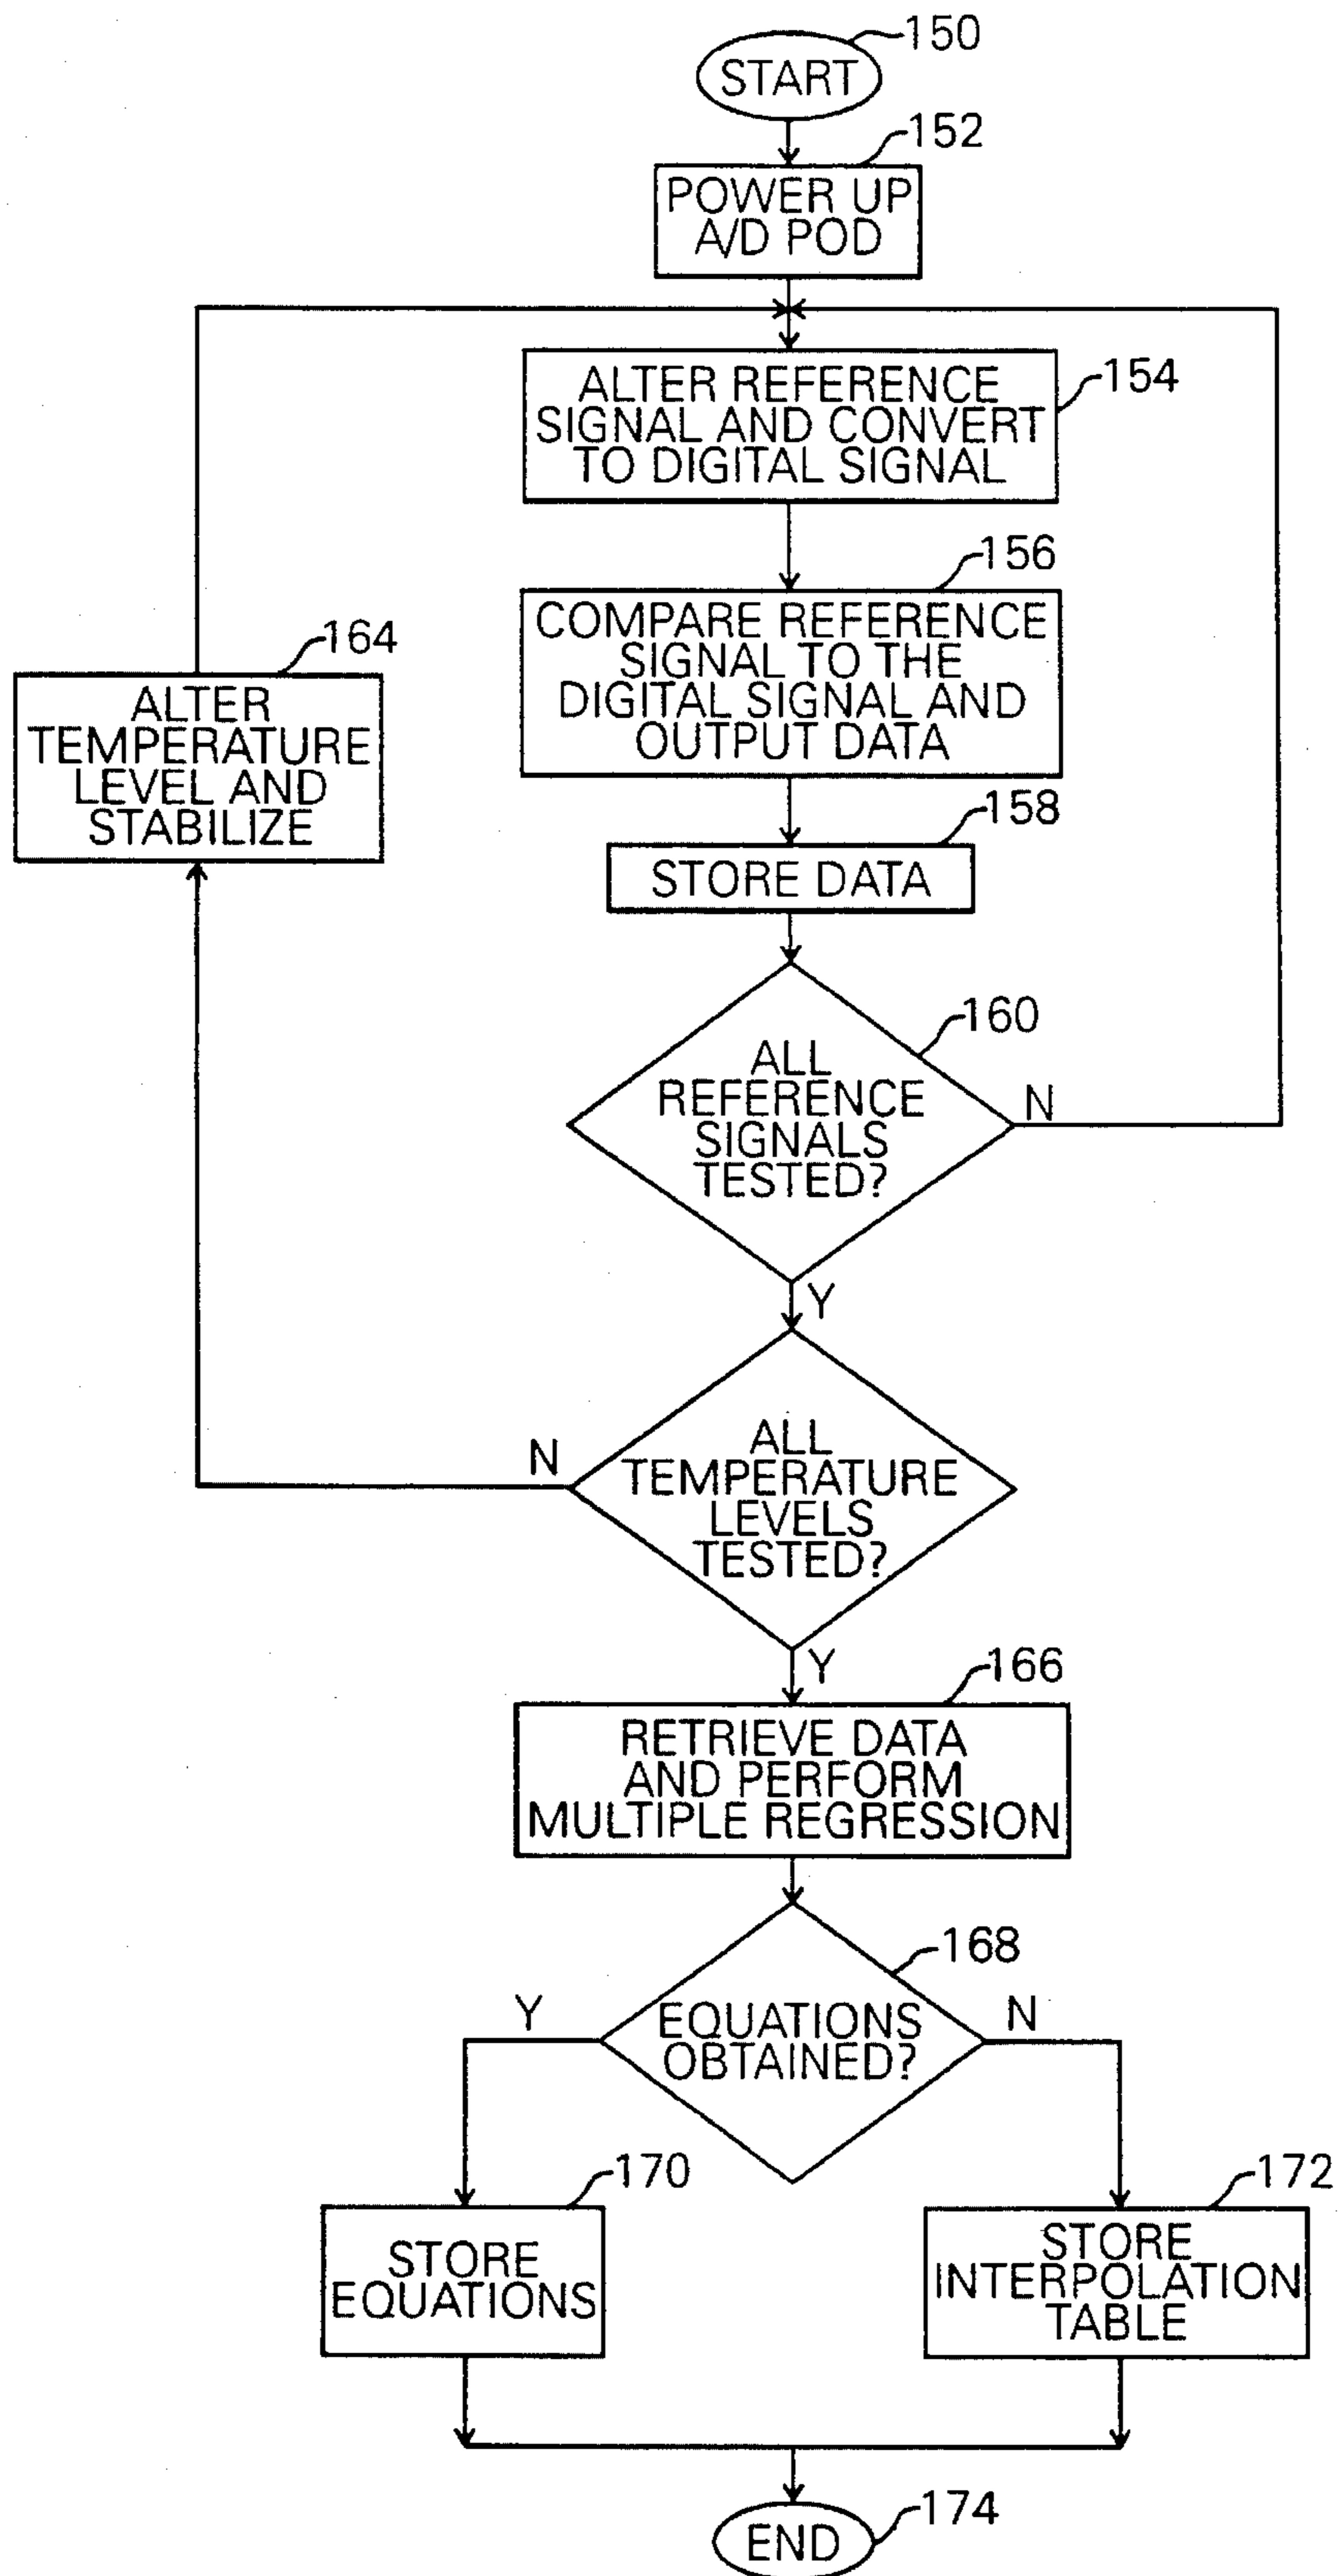 150
START
152
POWER UP
A/D POD
ALTER REFERENCE
SIGNAL AND CONVERT
TO DIGITAL SIGNAL
154
156
COMPARE REFERENCE
SIGNAL TO THE
DIGITAL SIGNAL AND
OUTPUT DATA
164
ALTER
TEMPERATURE
LEVEL AND
STABILIZE
158
STORE DATA
160
ALL
REFERENCE
SIGNALS
TESTED?
N
Y
ALL
TEMPERATURE
LEVELS
TESTED?
N
Y
166
RETRIEVE DATA
AND PERFORM
MULTIPLE REGRESSION
168
EQUATIONS
OBTAINED?
Y
N
170
STORE
EQUATIONS
172
STORE
INTERPOLATION
TABLE
174
END